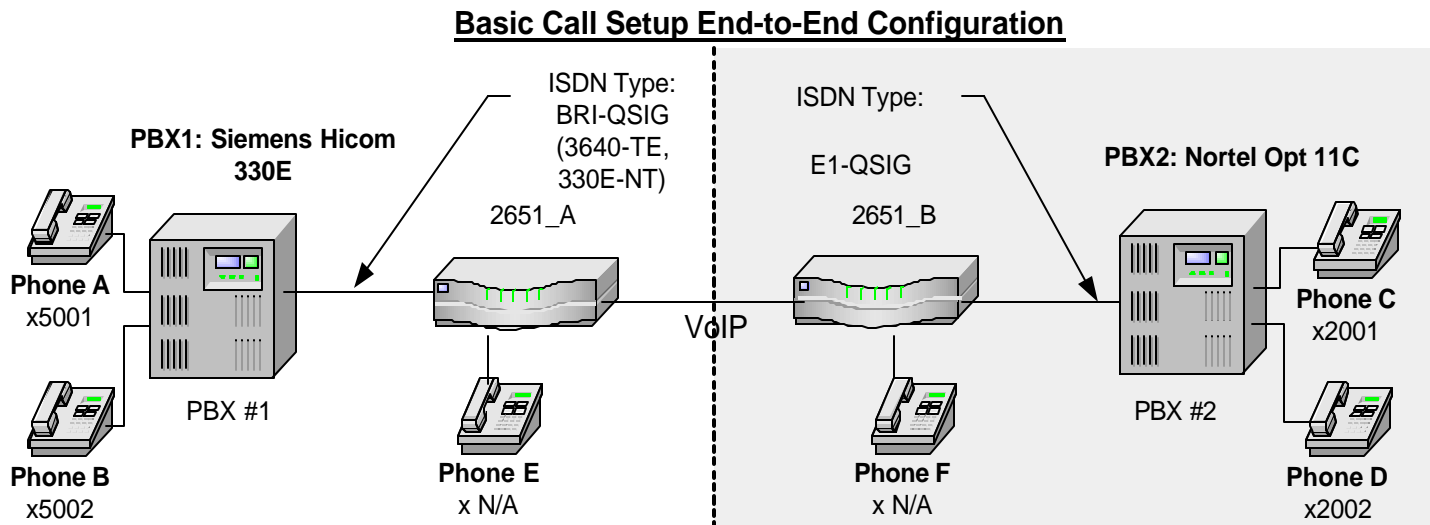 Basic Call Setup End-to-End Configuration
ISDN Type:
BRI-QSIG
(3640-TE,
330E-NT)
ISDN Type:
E1-QSIG
PBX1: Siemens Hicom
330E
PBX2: Nortel Opt 11C
2651_A
2651_B
Phone A
x5001
Phone C
x2001
VoIP
PBX #1
PBX #2
Phone B
x5002
Phone E
x N/A
Phone F
x N/A
Phone D
x2002